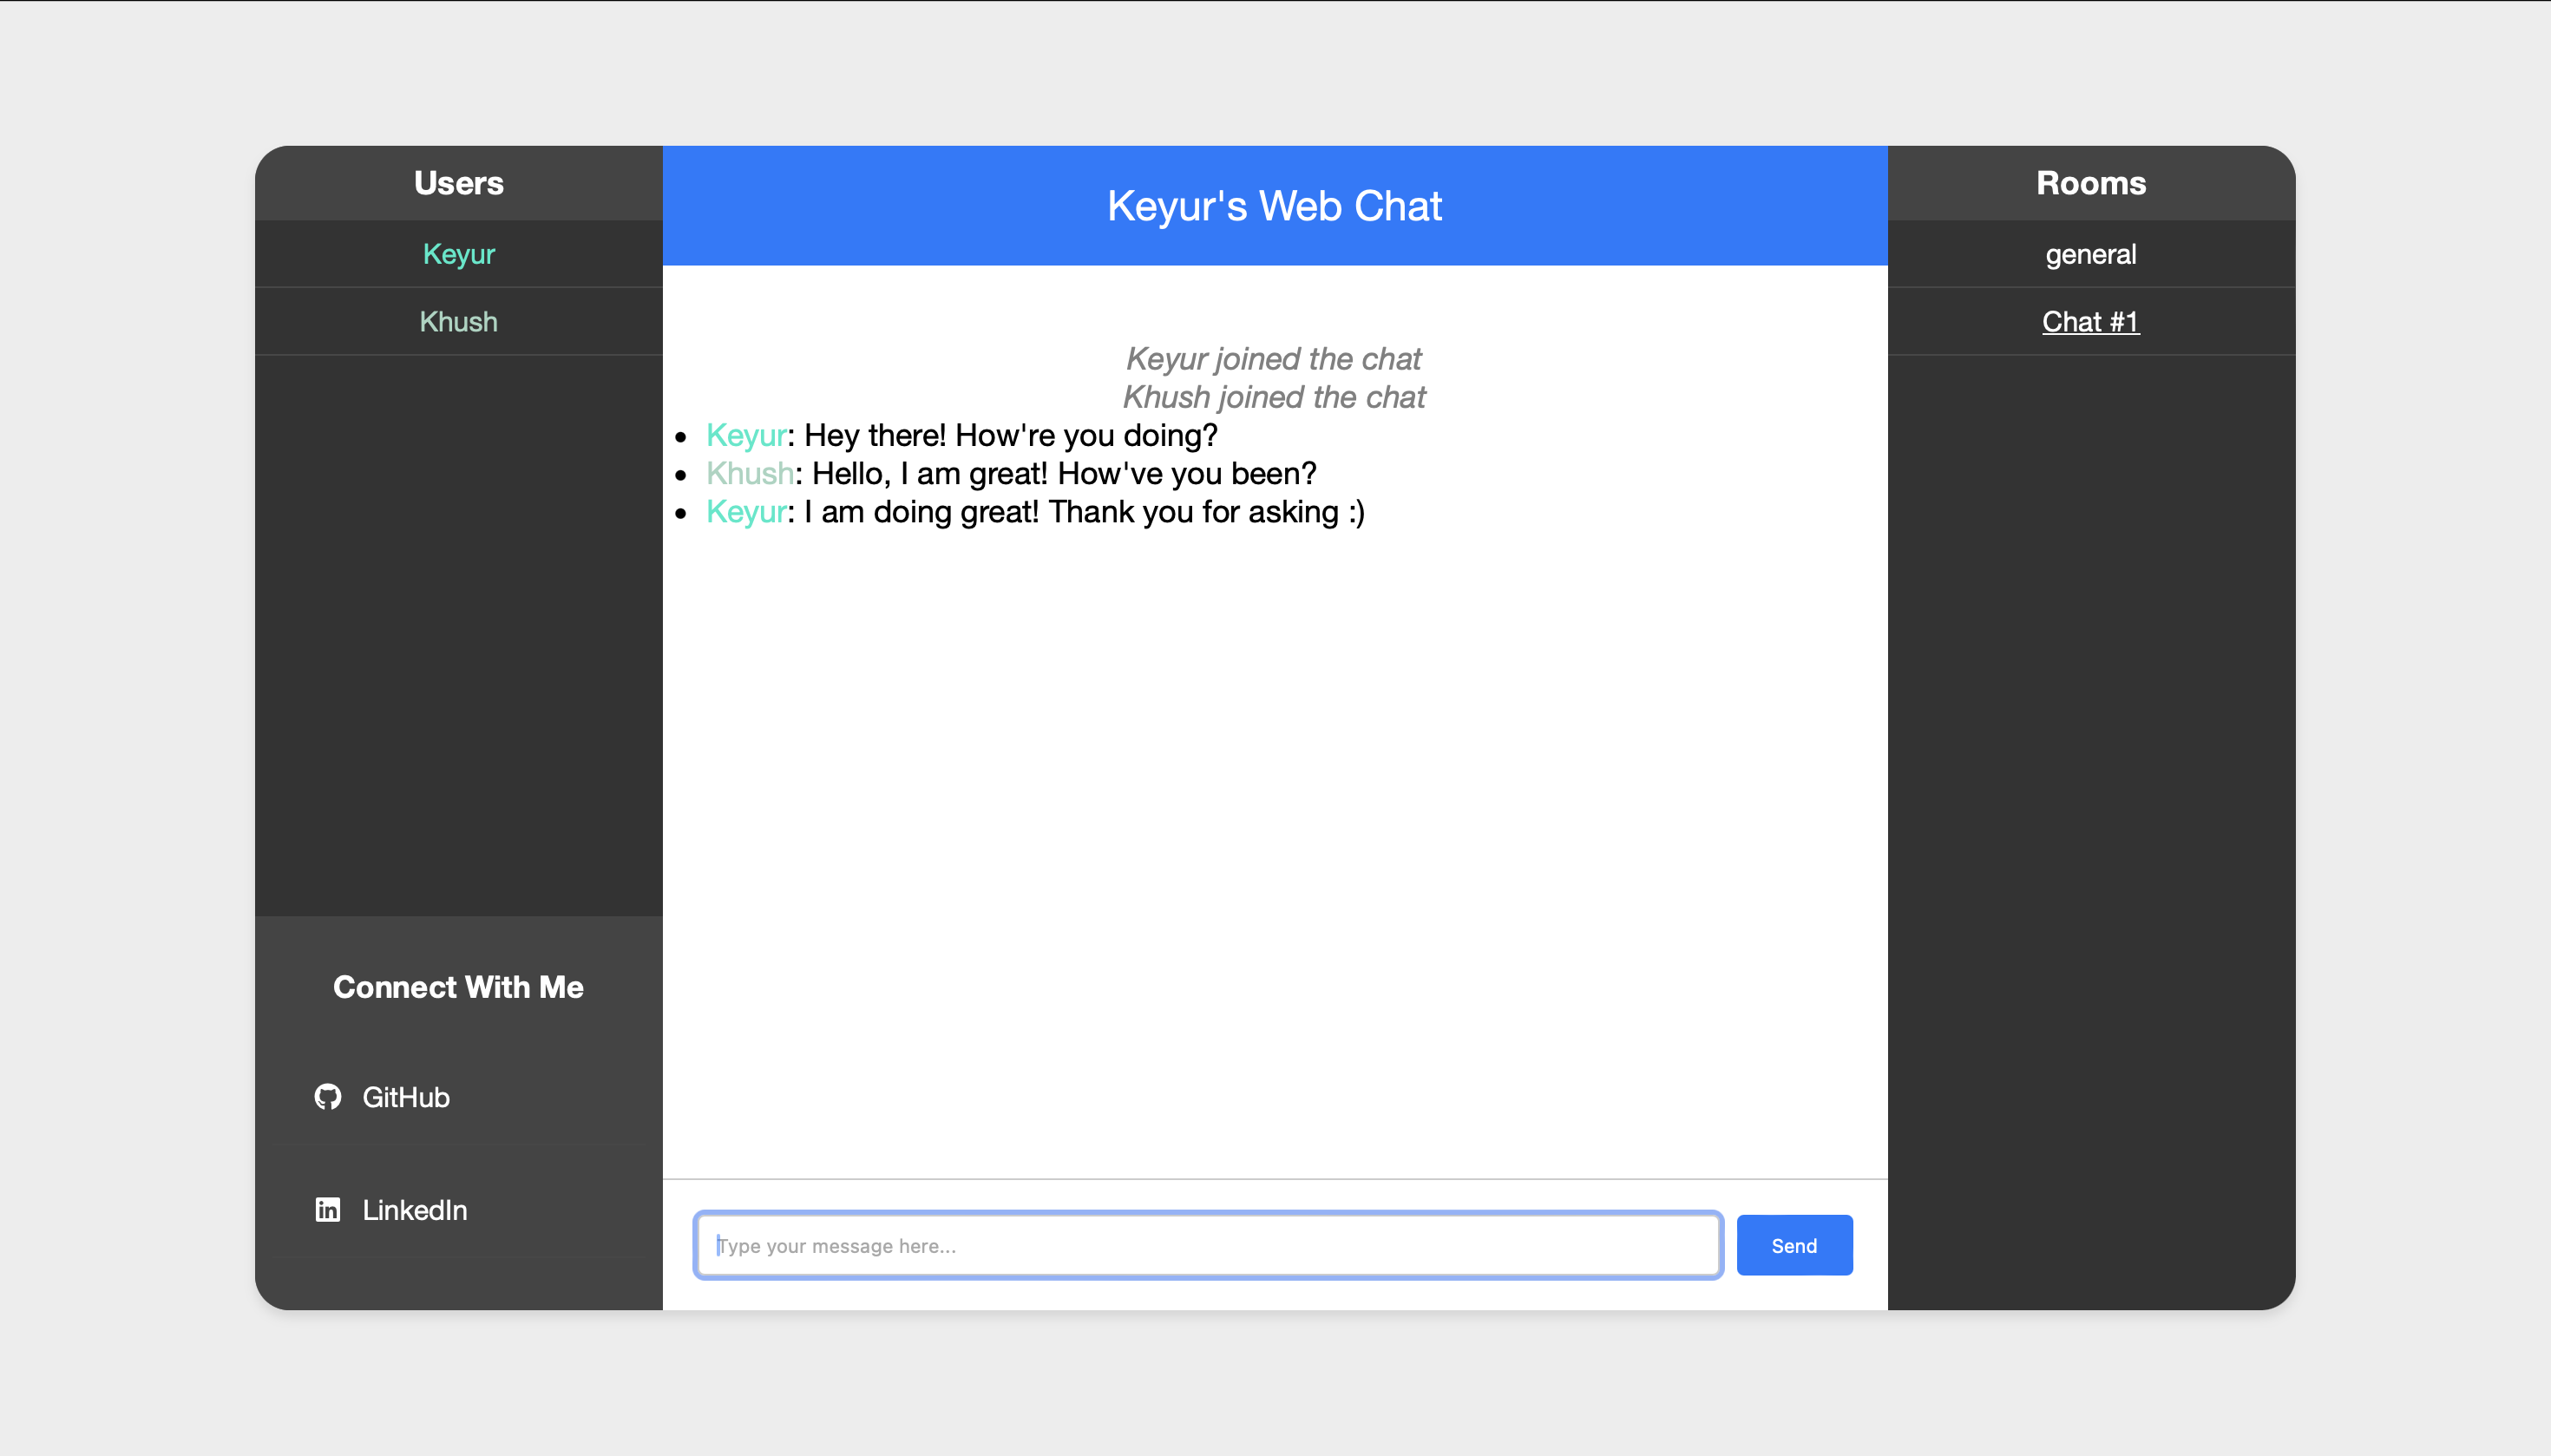 Users
Keyur
Khush
Connect With Me
GitHub
LinkedIn
Keyur's Web Chat
Keyur joined the chat
Khush joined the chat
Keyur: Hey there! How're you doing?
Khush: Hello, I am great! How've you been?
Keyur: I am doing great! Thank you for asking :)
Type your message here...
Send
Rooms
general
Chat #1